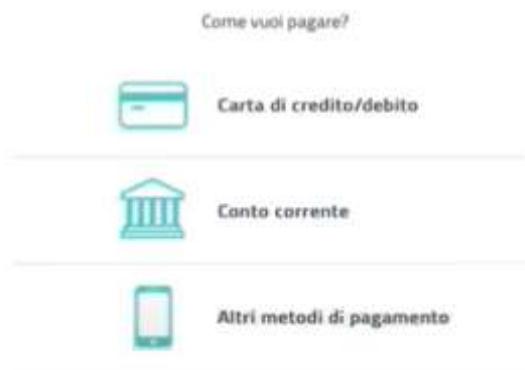 Come vuoi pagare?
Carta di credito/debito
Conto corrente
Altri metodi di pagamento